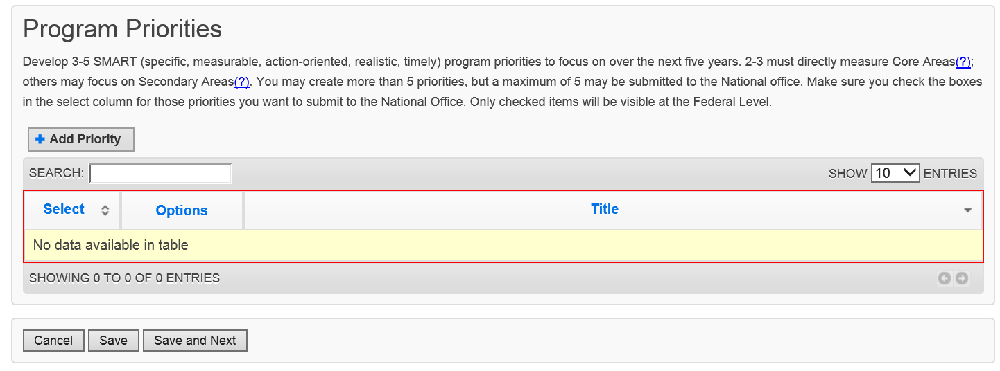 Program Priorities
Develop 3-5 SMART (specific, measurable, action-oriented, realistic, timely) program priorities to focus on over the next five years. 2-3 must directly measure Core Areas(?);
others may focus on Secondary Areas(?). You may create more than 5 priorities, but a maximum of 5 may be submitted to the National office. Make sure you check the boxes
in the select column for those priorities you want to submit to the National Office. Only checked items will be visible at the Federal Level.
Add Priority
SEARCH: SHOW 10 ENTRIES
Select Options Title
No data available in table
SHOWING 0 TO 0 OF 0 ENTRIES
Cancel Save Save and Next